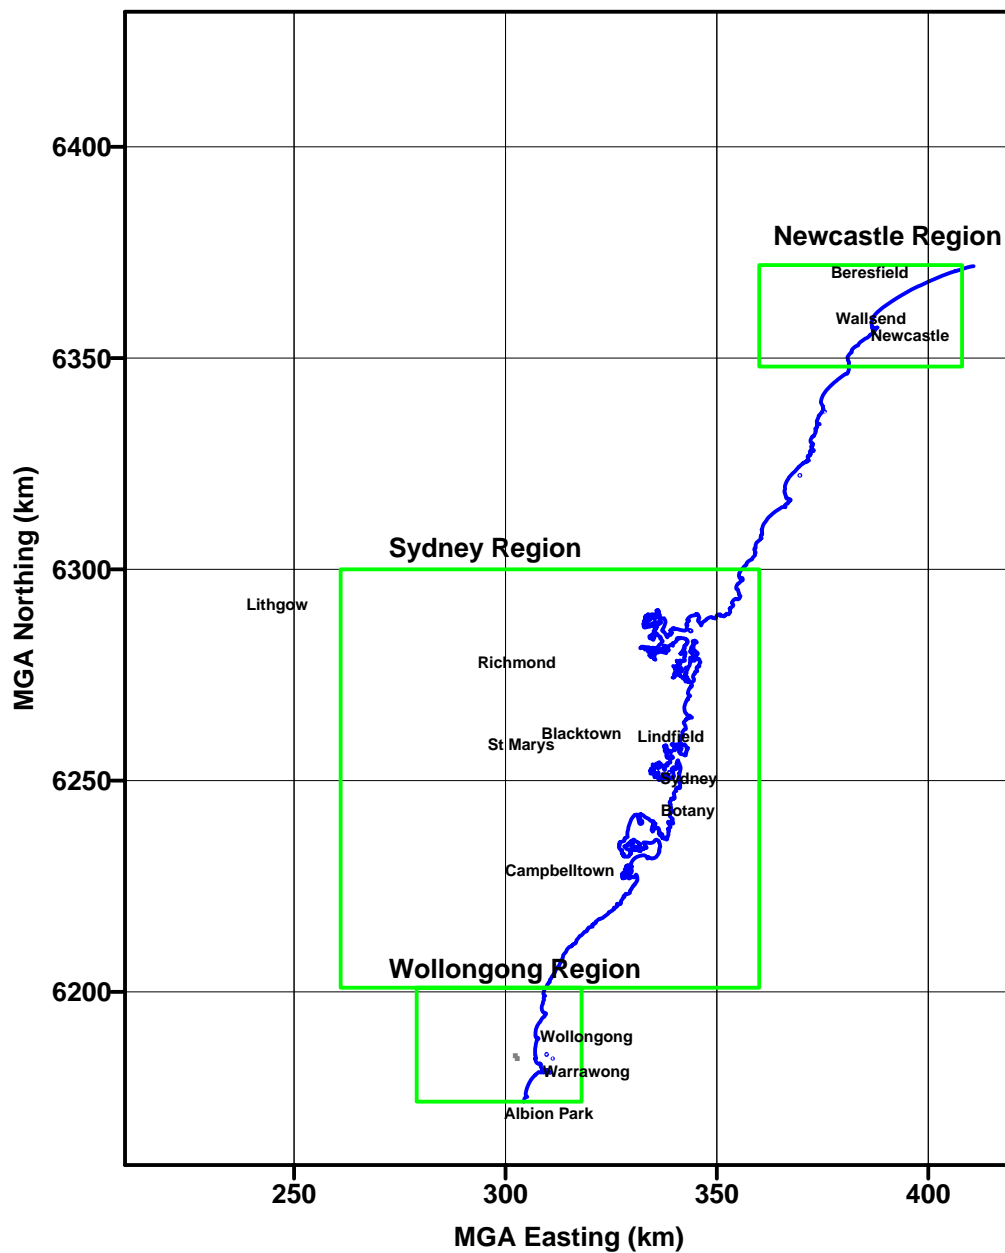 6400
Newcastle Region
Beresfield
Wallsend
Newcastle
6350
MGA Northing (km)
Sydney Region
6300
Lithgow
Richmond
Blacktown
Lindfield
St Marys
Sydney
6250
Botany
Campbelltown
Wollongong Region
6200
Wollongong
Warrawong
Albion Park
250 300 350 400
MGA Easting (km)